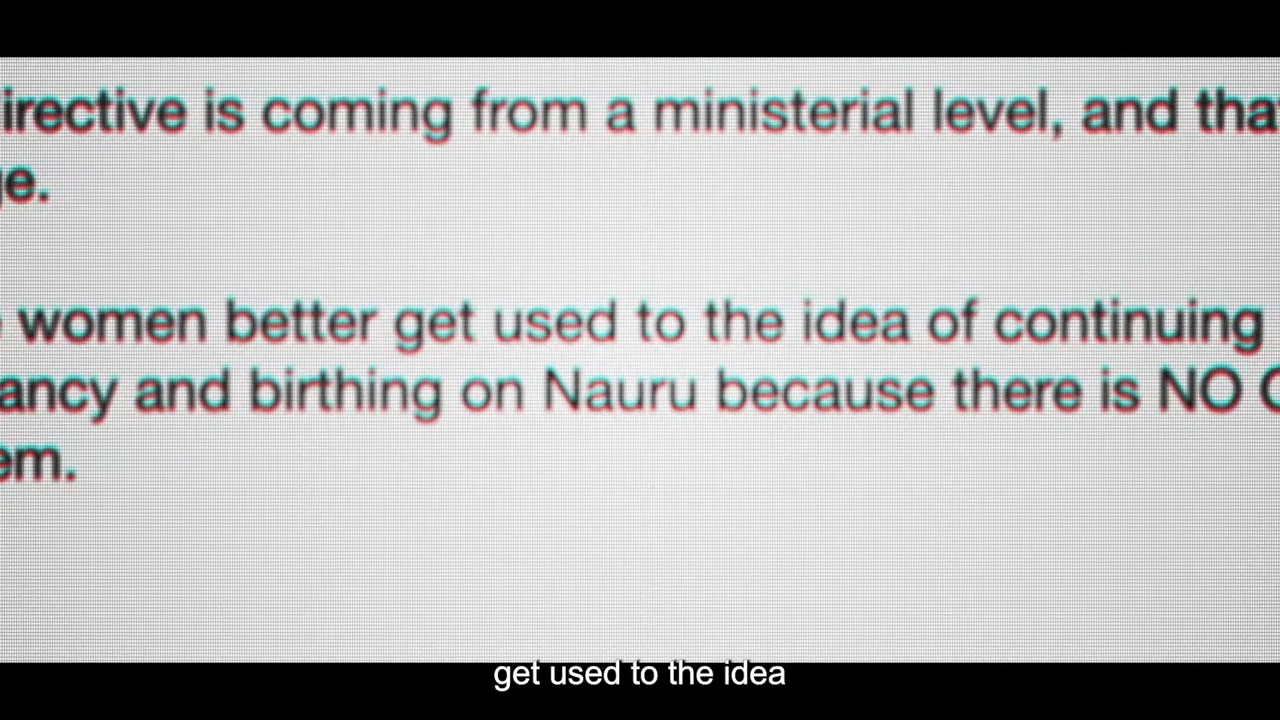 irective is coming from a ministerial level, and tha
e.
women better get used to the idea of continuing
ancy and birthing on Nauru because there is NO
em.
get used to the idea